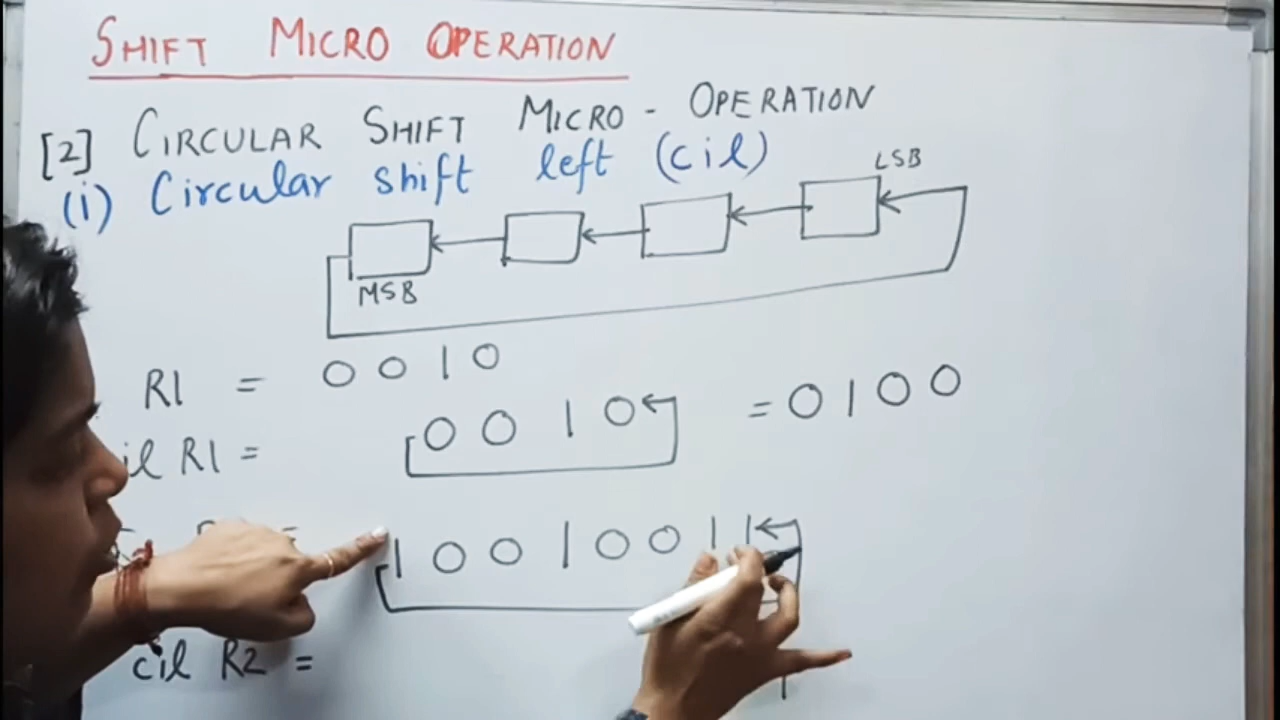 SHIFT MICRO OPERATION
[2] CIRCULAR SHIFT MICRO - OPERATION
(i) Circular shift left (cil)
LSB
MSB
R1 = 0 0 1 0
il R1 = 0 0 1 0 = 0 1 0 0
= 1 0 0 1 0 0 1 1
cil R2 =